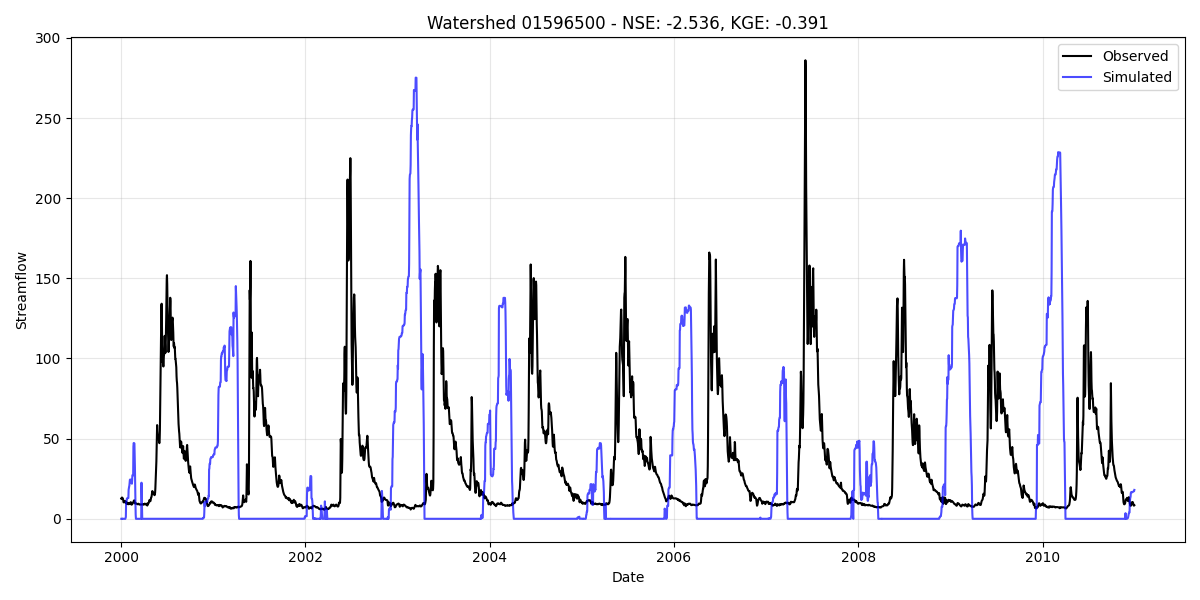 Watershed 01596500 - NSE: -2.536, KGE: -0.391
Observed
Simulated
Streamflow
300
250
200
150
100
50
0
2000 2002 2004 2006 2008 2010
Date